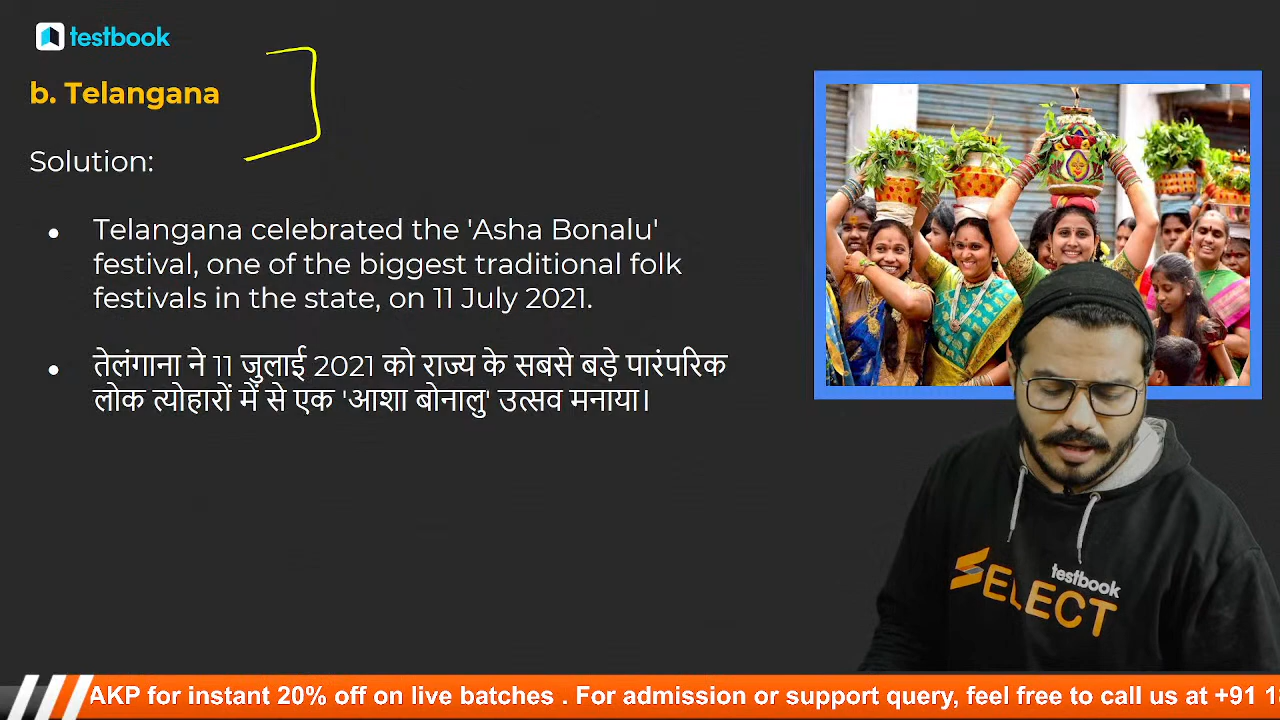 testbook
b. Telangana
Solution:
● Telangana celebrated the 'Asha Bonalu'
festival, one of the biggest traditional folk
festivals in the state, on 11 July 2021.
● तेलंगाना ने 11 जुलाई 2021 को राज्य के सबसे बड़े पारंपरिक
लोक त्योहारों में से एक 'आशा बोनालु' उत्सव मनाया।
testbook
SELECT
AKP for instant 20% off on live batches . For admission or support query, feel free to call us at +91 1